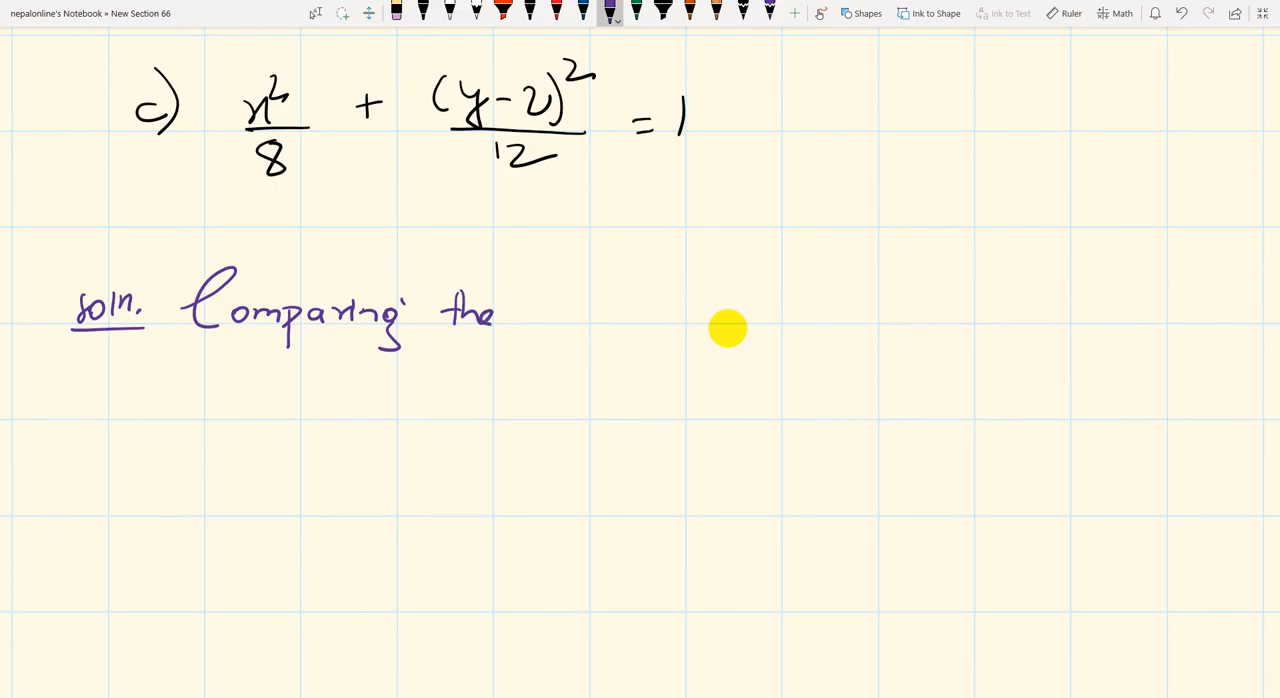 nepalonline's Notebook » New Section 66
Shapes Ink to Shape Ink to Text Ruler Math
c) x²/8 + (y-2)²/12 = 1
soln. Comparing the